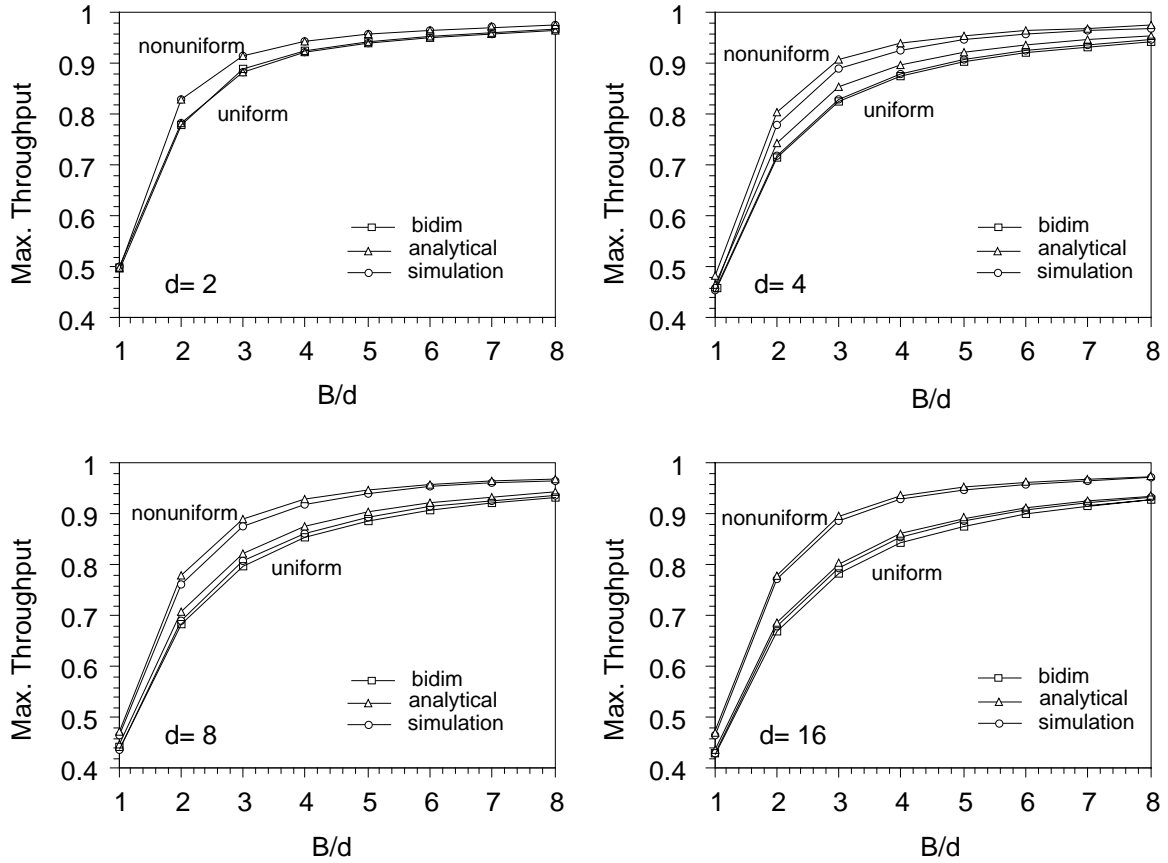 Max. Throughput
1
0.9
0.8
0.7
0.6
0.5
0.4
nonuniform
uniform
bidim
analytical
simulation
d= 2
1 2 3 4 5 6 7 8
B/d
Max. Throughput
1
0.9
0.8
0.7
0.6
0.5
0.4
nonuniform
uniform
bidim
analytical
simulation
d= 4
1 2 3 4 5 6 7 8
B/d
Max. Throughput
1
0.9
0.8
0.7
0.6
0.5
0.4
nonuniform
uniform
bidim
analytical
simulation
d= 8
1 2 3 4 5 6 7 8
B/d
Max. Throughput
1
0.9
0.8
0.7
0.6
0.5
0.4
nonuniform
uniform
bidim
analytical
simulation
d= 16
1 2 3 4 5 6 7 8
B/d